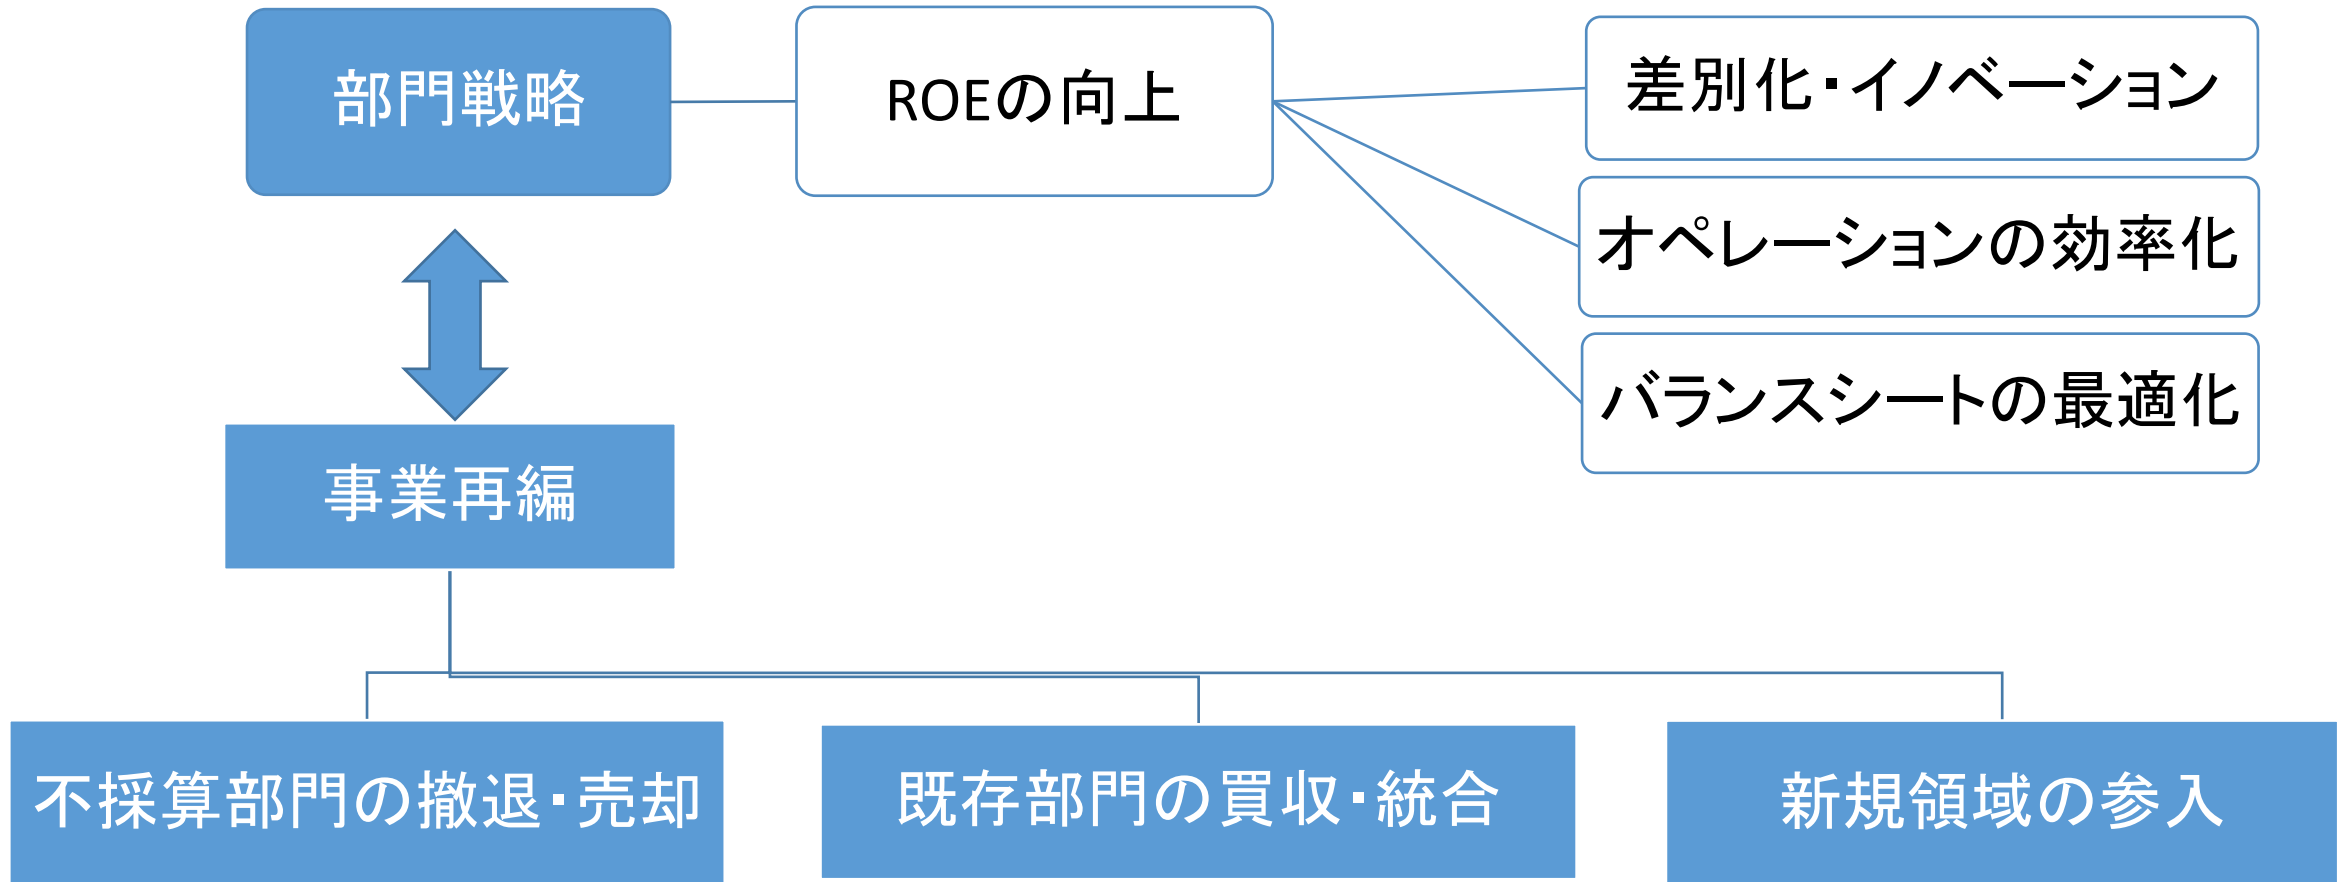 部門戦略
ROEの向上
差別化・イノベーション
オペレーションの効率化
バランスシートの最適化
事業再編
不採算部門の撤退・売却
既存部門の買収・統合
新規領域の参入